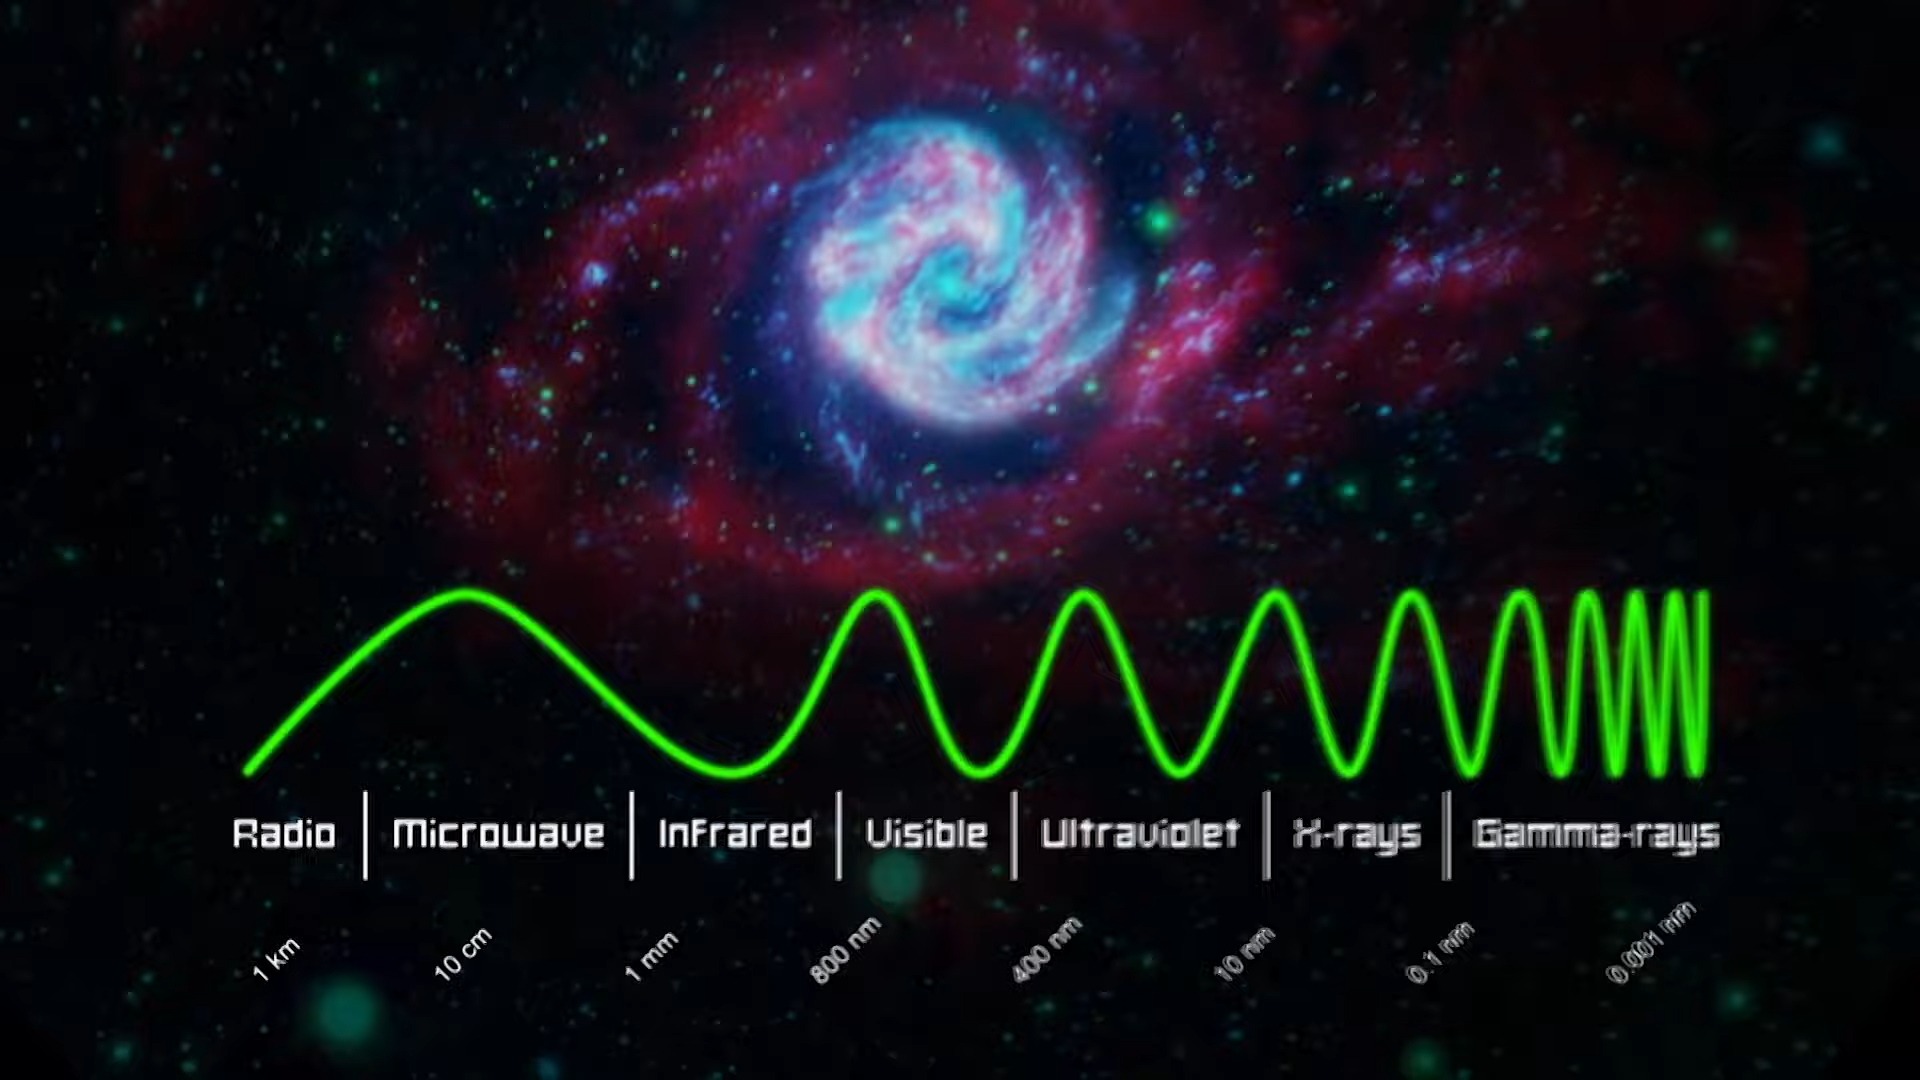 Radio | Microwave | Infrared | Visible | Ultraviolet | X-rays | Gamma-rays
1 km 10 cm 1 mm 800 nm 400 nm 10 nm 0.1 nm 0.001 nm